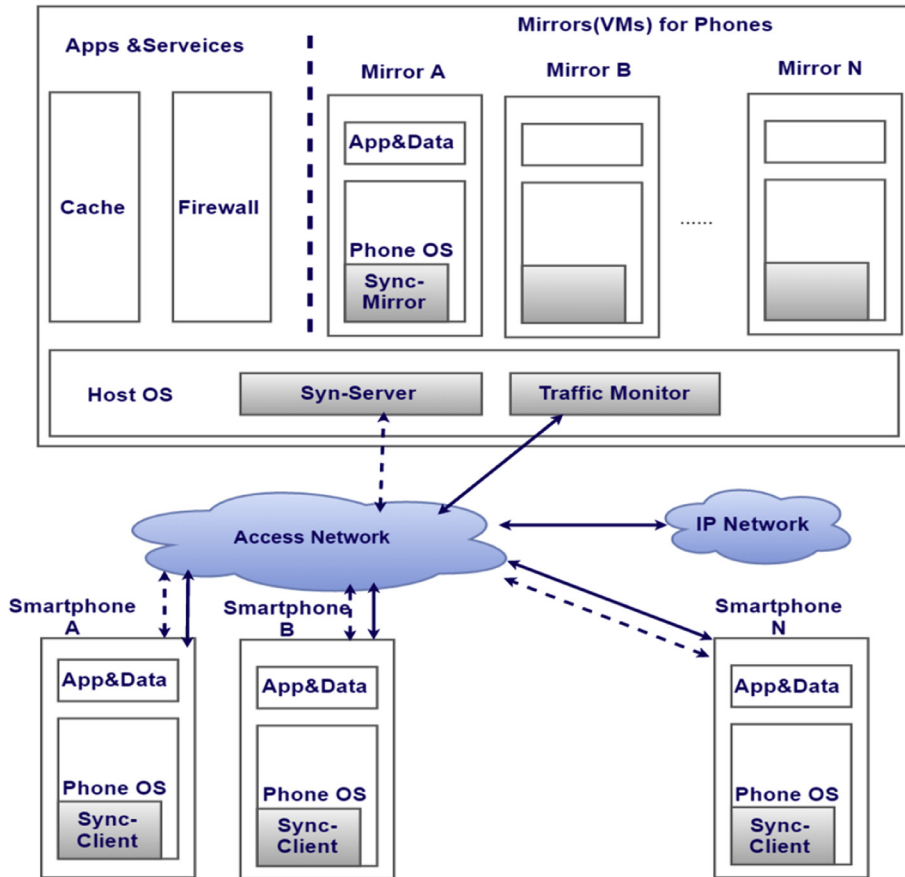 Mirrors(VMs) for Phones
Apps &Serveices
Mirror A
Mirror B
Mirror N
App&Data
Cache
Firewall
Phone OS
Sync-
Mirror
......
Host OS
Syn-Server
Traffic Monitor
Access Network
IP Network
Smartphone
A
Smartphone
B
Smartphone
N
App&Data
Phone OS
Sync-
Client
App&Data
Phone OS
Sync-
Client
App&Data
Phone OS
Sync-
Client